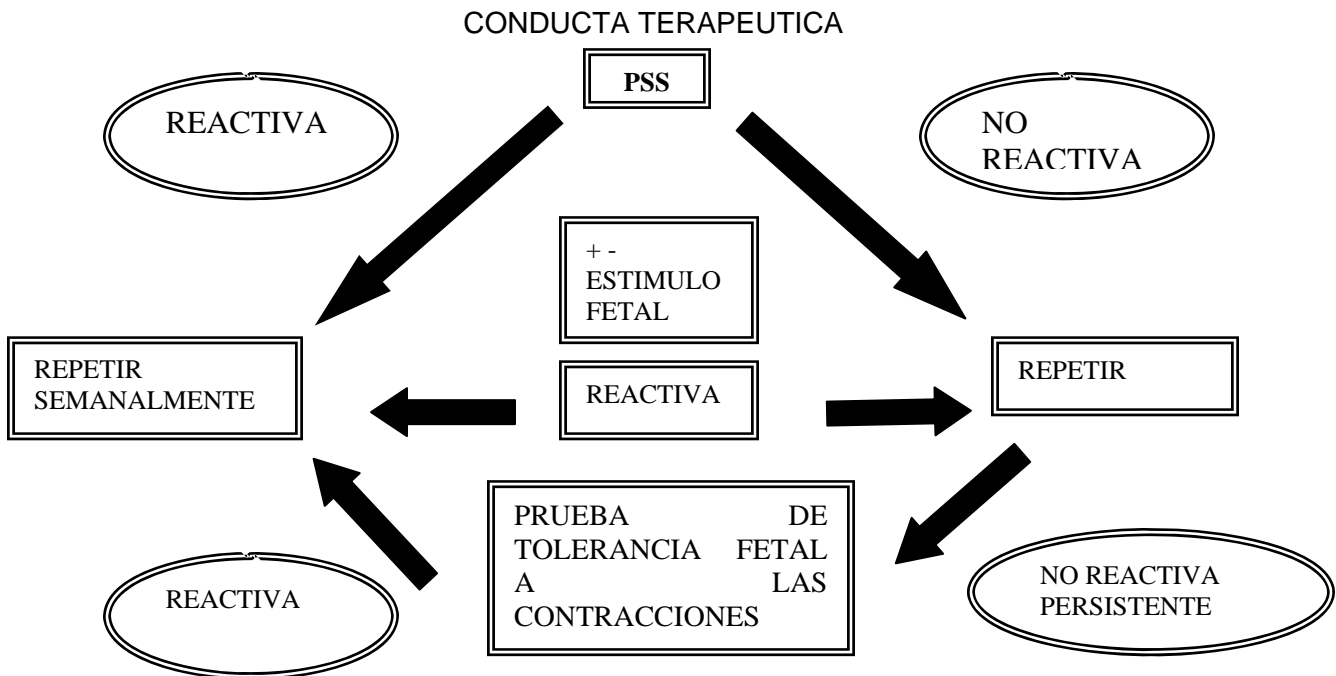 CONDUCTA TERAPEUTICA
PSS
REACTIVA
NO
REACTIVA
+ -
ESTIMULO
FETAL
REPETIR
SEMANALMENTE
REACTIVA
REPETIR
PRUEBA DE
TOLERANCIA FETAL
A LAS
CONTRACCIONES
REACTIVA
NO REACTIVA
PERSISTENTE